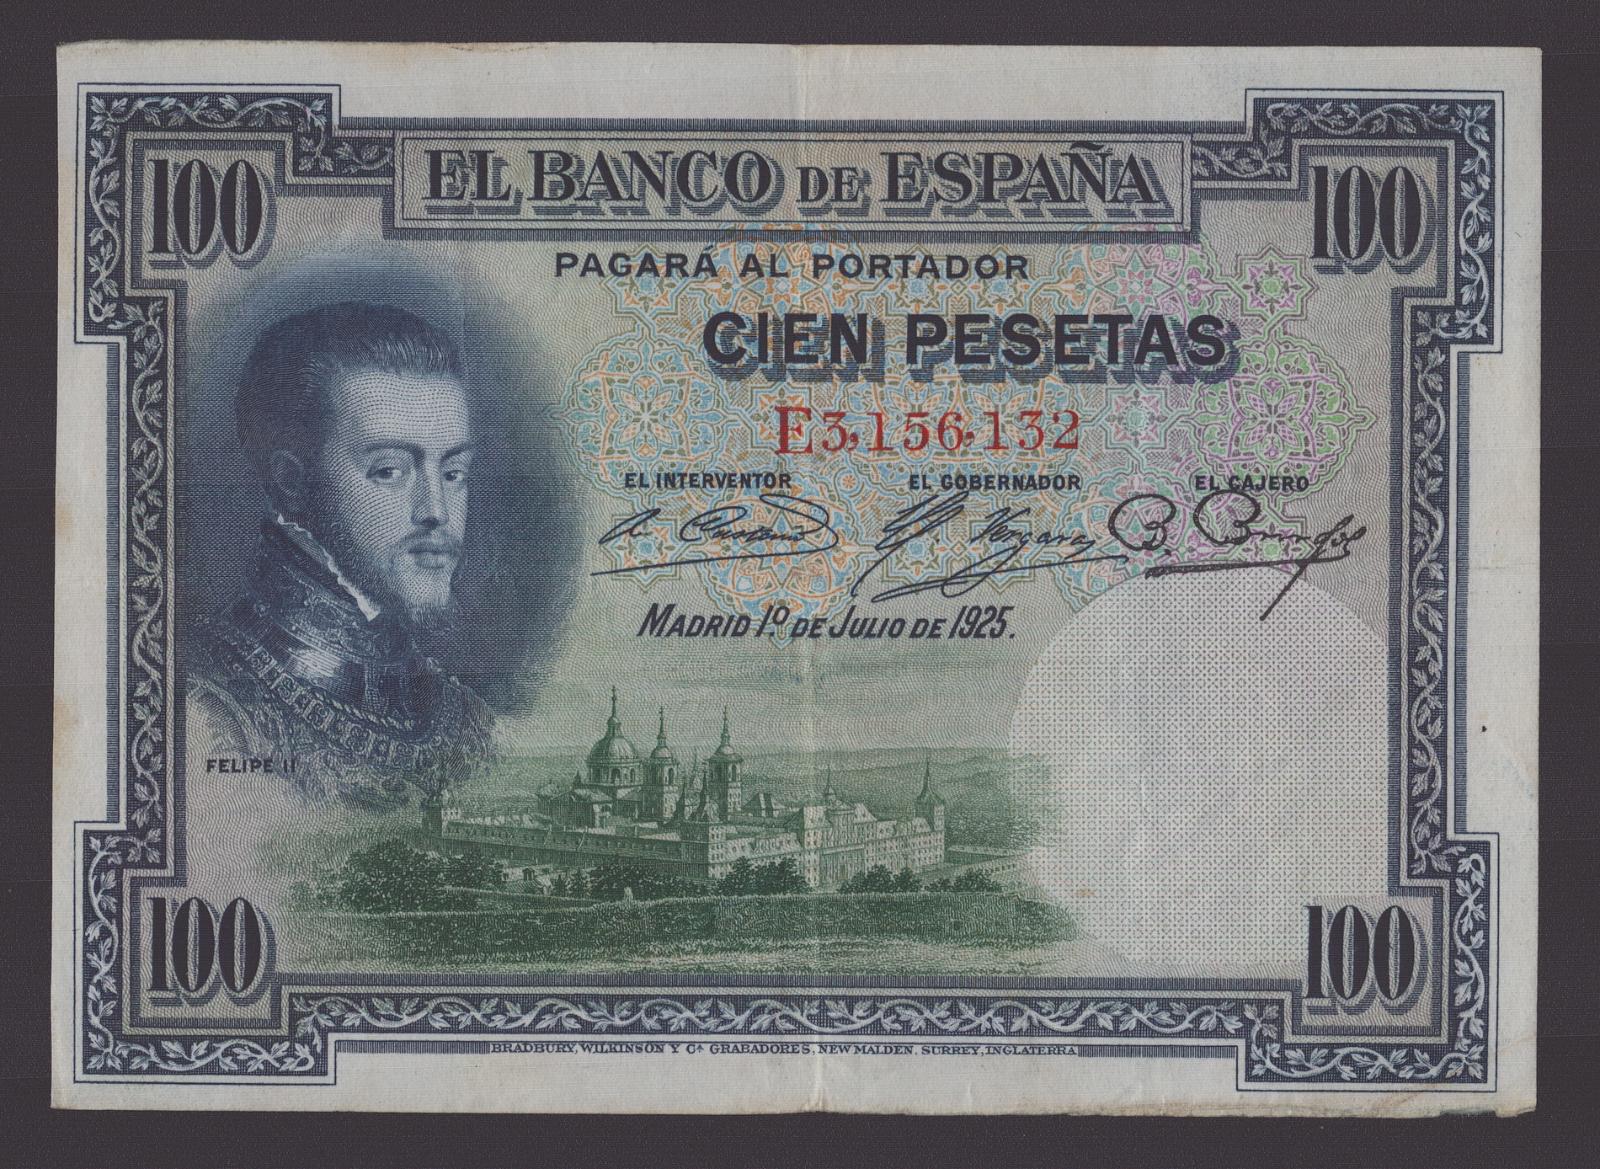 100
EL BANCO DE ESPAÑA
100
PAGARÁ AL PORTADOR
CIEN PESETAS
E3,156,132
EL INTERVENTOR EL GOBERNADOR EL CAJERO
MADRID 1.º DE JULIO DE 1925.
FELIPE II
100
100
BRADBURY, WILKINSON Y Cª GRABADORES, NEW MALDEN, SURREY, INGLATERRA